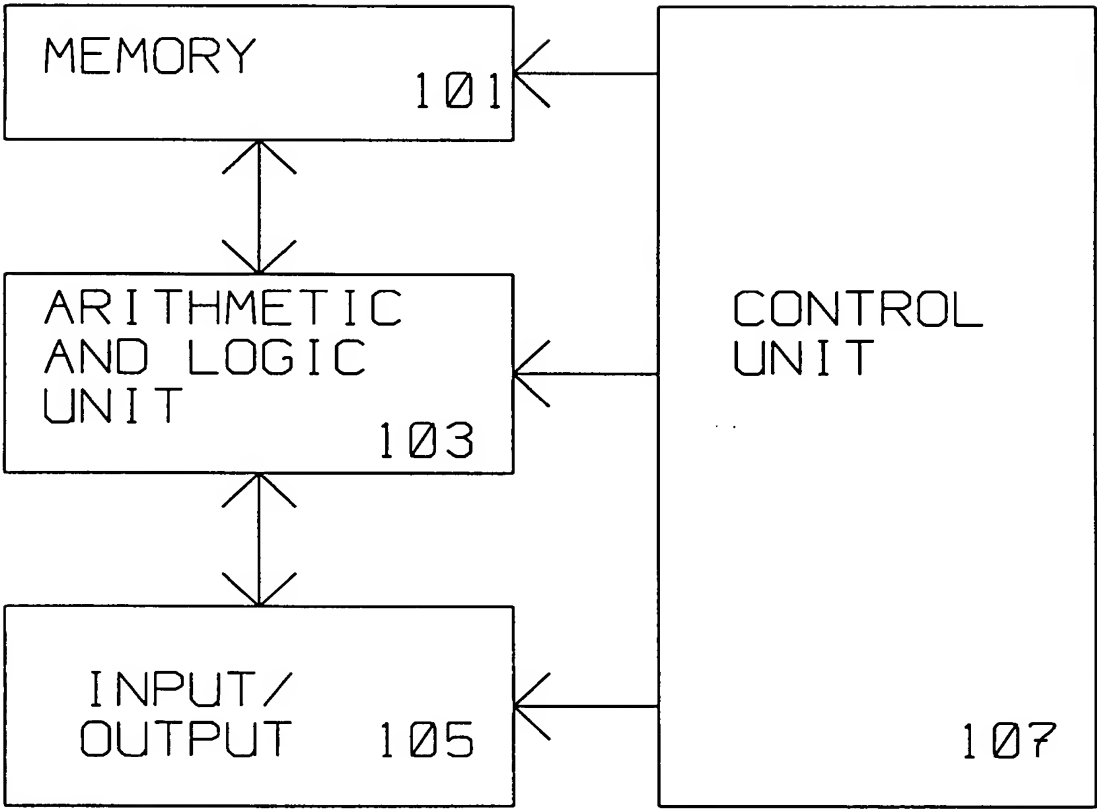 MEMORY
101
ARITHMETIC
AND LOGIC
UNIT
103
INPUT/
OUTPUT 105
CONTROL
UNIT
107